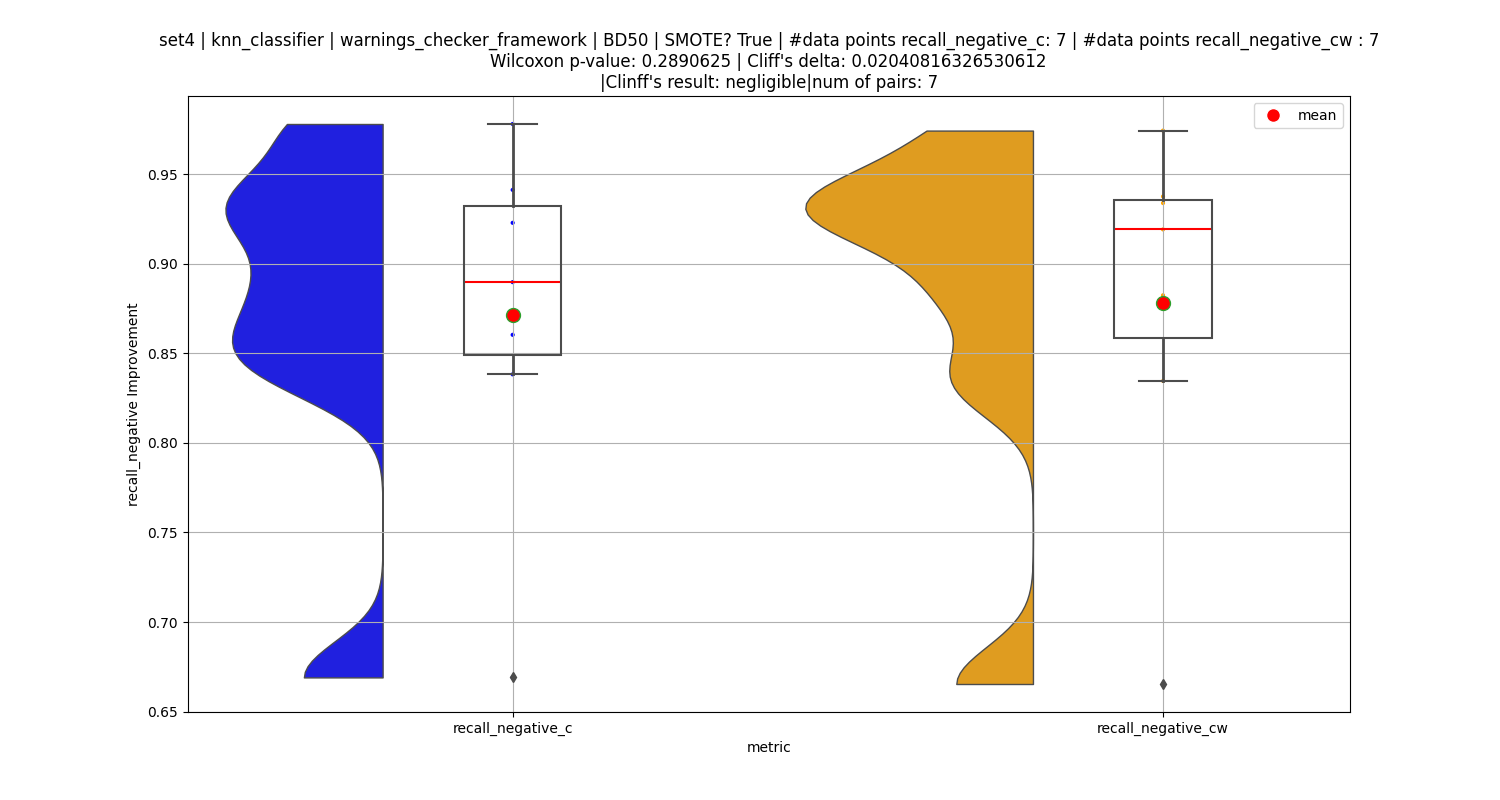 set4 | knn_classifier | warnings_checker_framework | BD50 | SMOTE? True | #data points recall_negative_c: 7 | #data points recall_negative_cw : 7
Wilcoxon p-value: 0.2890625 | Cliff's delta: 0.02040816326530612
|Clinff's result: negligible|num of pairs: 7
mean
recall_negative Improvement
0.95
0.90
0.85
0.80
0.75
0.70
0.65
recall_negative_c
recall_negative_cw
metric